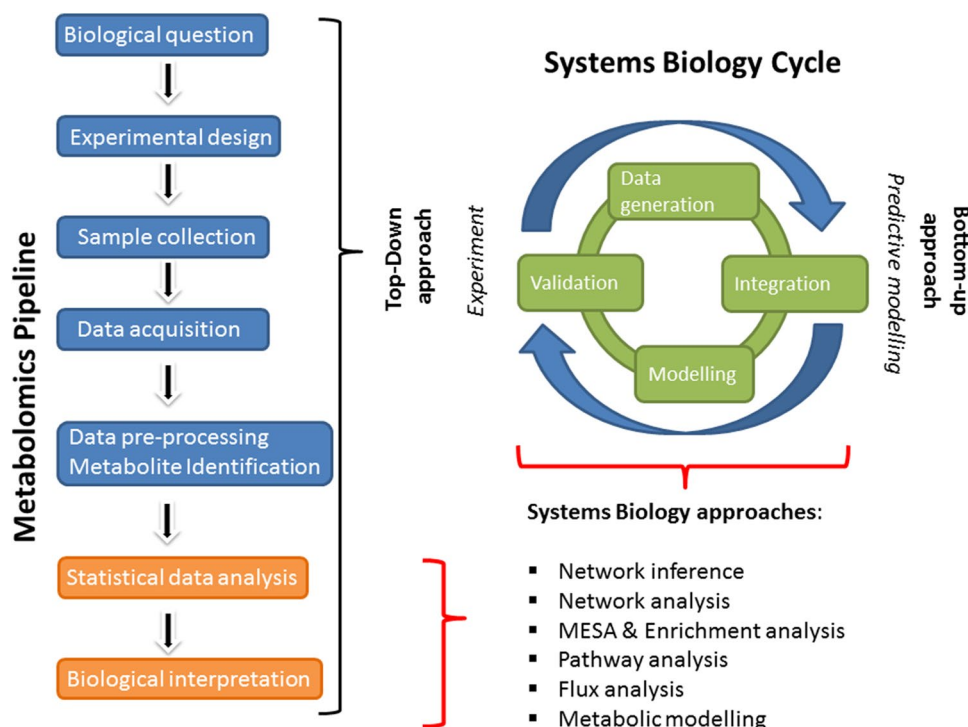 Metabolomics Pipeline
Biological question
Experimental design
Sample collection
Data acquisition
Data pre-processing
Metabolite Identification
Statistical data analysis
Biological interpretation
Top-Down
approach
Systems Biology Cycle
Experiment
Data
generation
Validation
Integration
Modelling
Predictive modelling
Bottom-up
approach
Systems Biology approaches:
▪ Network inference
▪ Network analysis
▪ MESA & Enrichment analysis
▪ Pathway analysis
▪ Flux analysis
▪ Metabolic modelling